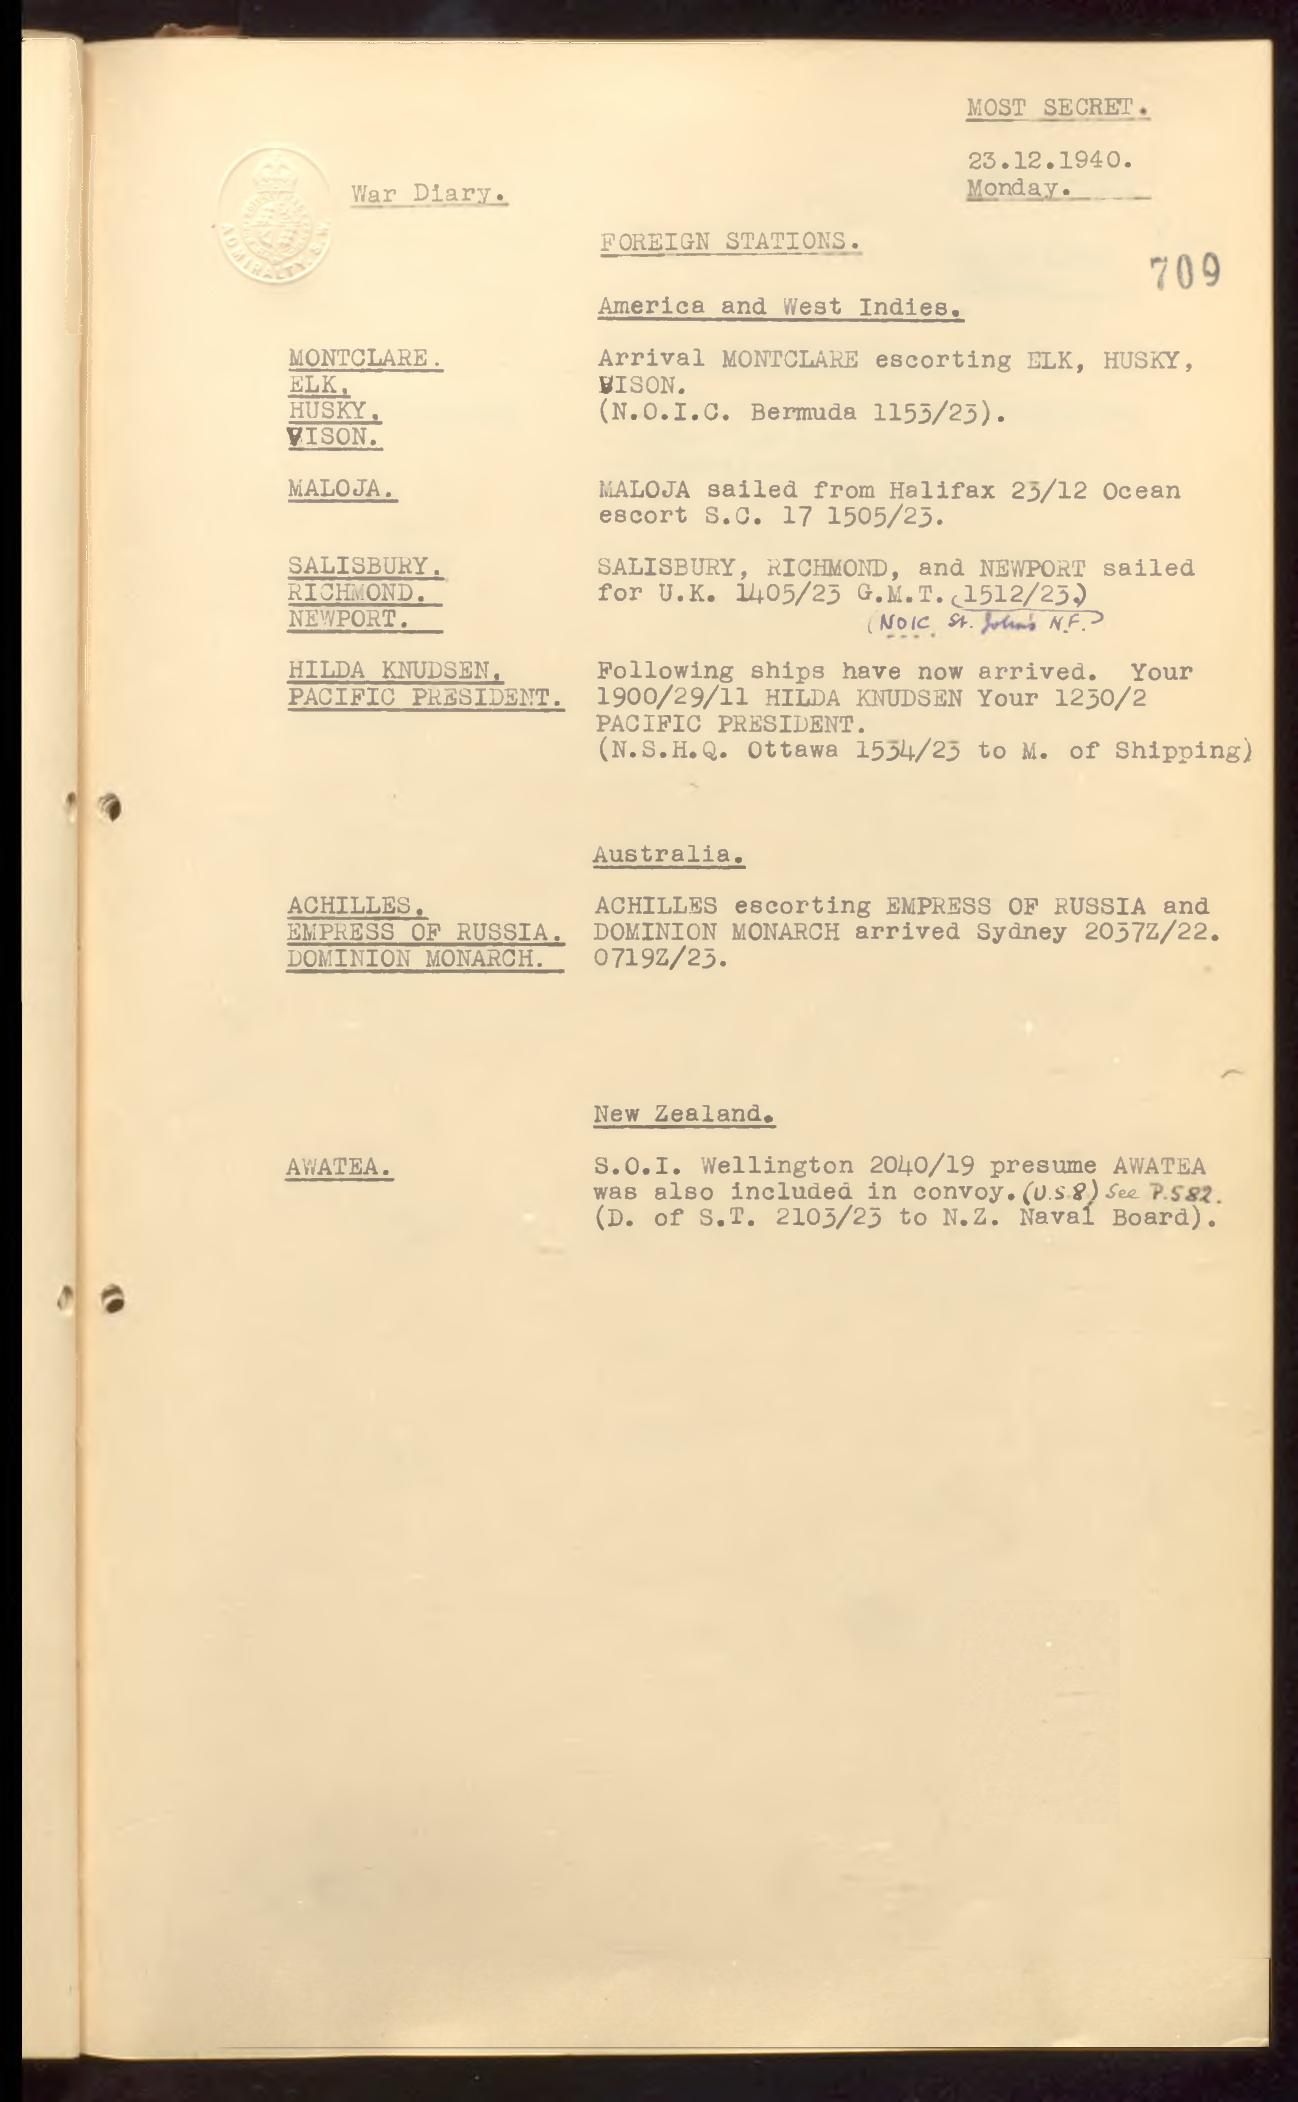 MOST SECRET.
23.12.1940.
Monday.
War Diary.
ADMIRALTY. S.W.
FOREIGN STATIONS.
709
America and West Indies.
MONTCLARE.
ELK.
HUSKY.
VISON.
Arrival MONTCLARE escorting ELK, HUSKY,
VISON.
(N.O.I.C. Bermuda 1153/23).
MALOJA.
MALOJA sailed from Halifax 23/12 Ocean
escort S.C. 17 1505/23.
SALISBURY.
RICHMOND.
NEWPORT.
SALISBURY, RICHMOND, and NEWPORT sailed
for U.K. 1405/23 G.M.T. (1512/23.)
(NOIC St. John's N.F.)
HILDA KNUDSEN.
PACIFIC PRESIDENT.
Following ships have now arrived. Your
1900/29/11 HILDA KNUDSEN Your 1230/2
PACIFIC PRESIDENT.
(N.S.H.Q. Ottawa 1534/23 to M. of Shipping)
Australia.
ACHILLES.
EMPRESS OF RUSSIA.
DOMINION MONARCH.
ACHILLES escorting EMPRESS OF RUSSIA and
DOMINION MONARCH arrived Sydney 2037Z/22.
0719Z/23.
New Zealand.
AWATEA.
S.O.I. Wellington 2040/19 presume AWATEA
was also included in convoy. (U.S.8) See P.582.
(D. of S.T. 2103/23 to N.Z. Naval Board).